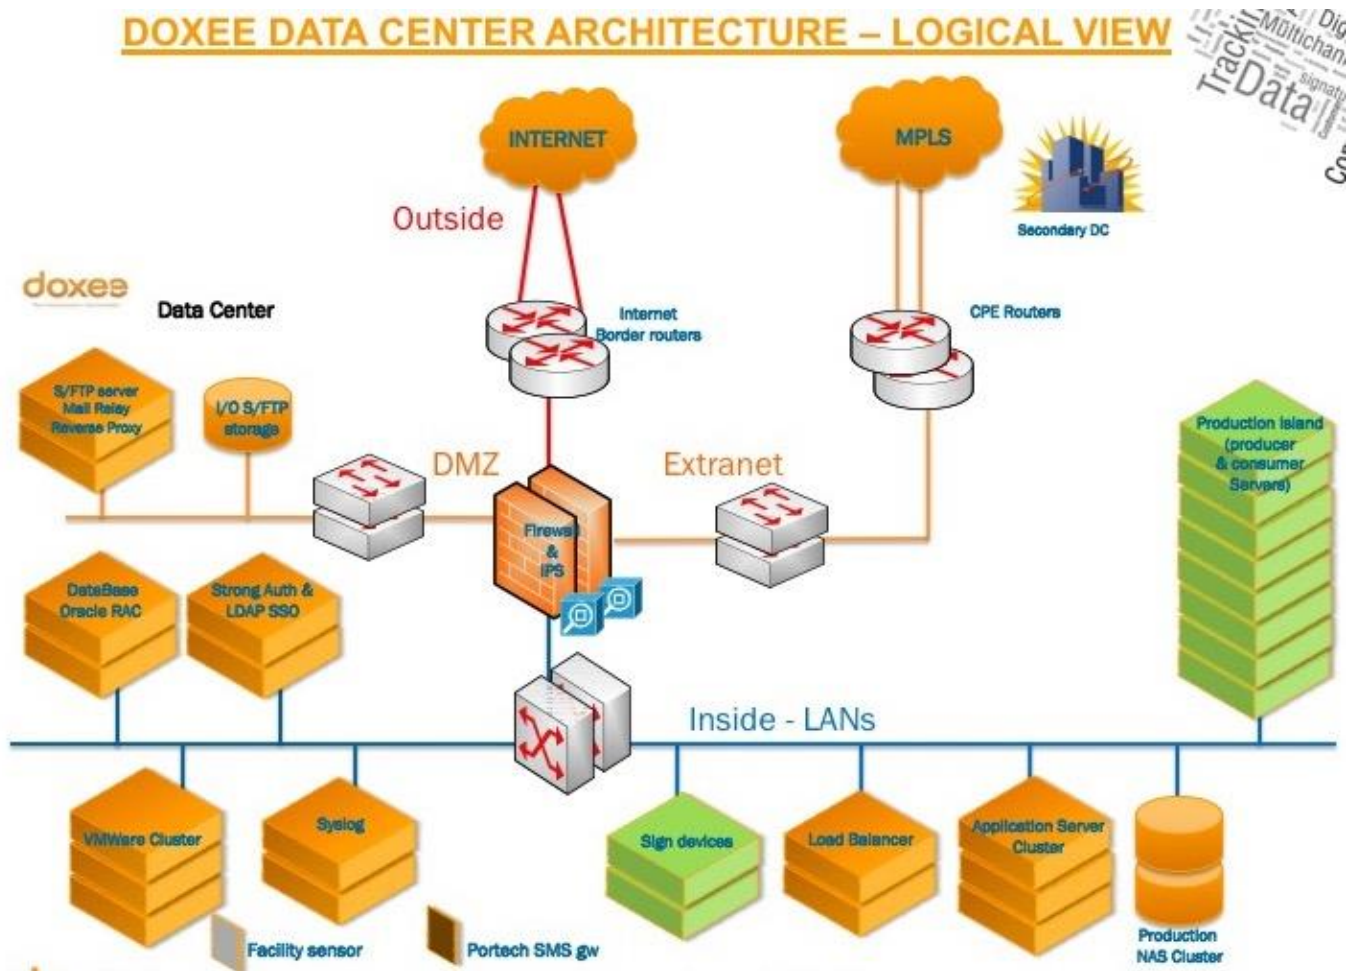 DOXEE DATA CENTER ARCHITECTURE – LOGICAL VIEW
Multichann
Data
INTERNET
MPLS
Outside
Secondary DC
doxee
Data Center
Internet
Border routers
CPE Routers
S/FTP server
Mail Relay
Reverse Proxy
I/O S/FTP
storage
DMZ
Extranet
Production Island
(producer
& consumer
Servers)
Firewall
&
IPS
DateBase
Oracle RAC
Strong Auth &
LDAP SSO
Inside - LANs
VMWare Cluster
Syslog
Sign devices
Load Balancer
Application Server
Cluster
Production
NAS Cluster
Facility sensor
Portech SMS gw